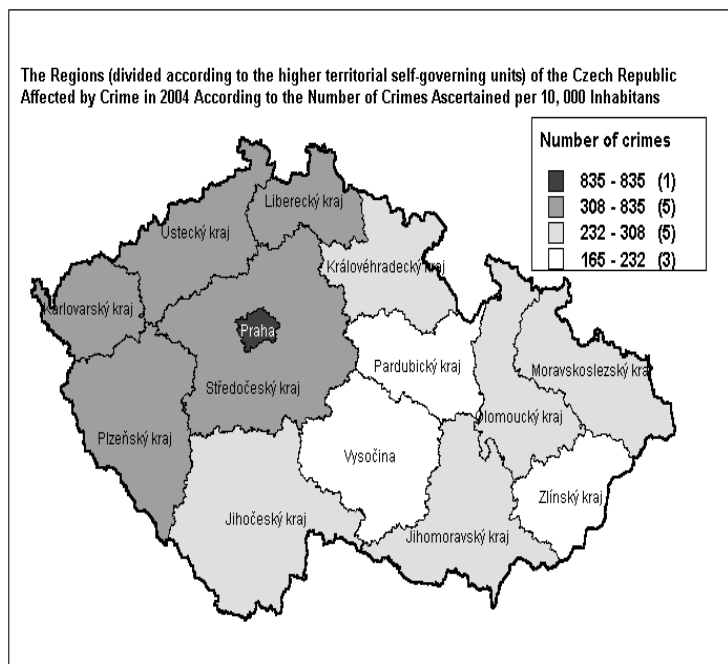 The Regions (divided according to the higher territorial self-governing units) of the Czech Republic
Affected by Crime in 2004 According to the Number of Crimes Ascertained per 10, 000 Inhabitans
Number of crimes
835 - 835 (1)
308 - 835 (5)
232 - 308 (5)
165 - 232 (3)
Liberecký kraj
Ústecký kraj
Královéhradecký kraj
Karlovarský kraj
Praha
Pardubický kraj
Moravskoslezský kraj
Středočeský kraj
Olomoucký kraj
Plzeňský kraj
Vysočina
Zlínský kraj
Jihočeský kraj
Jihomoravský kraj